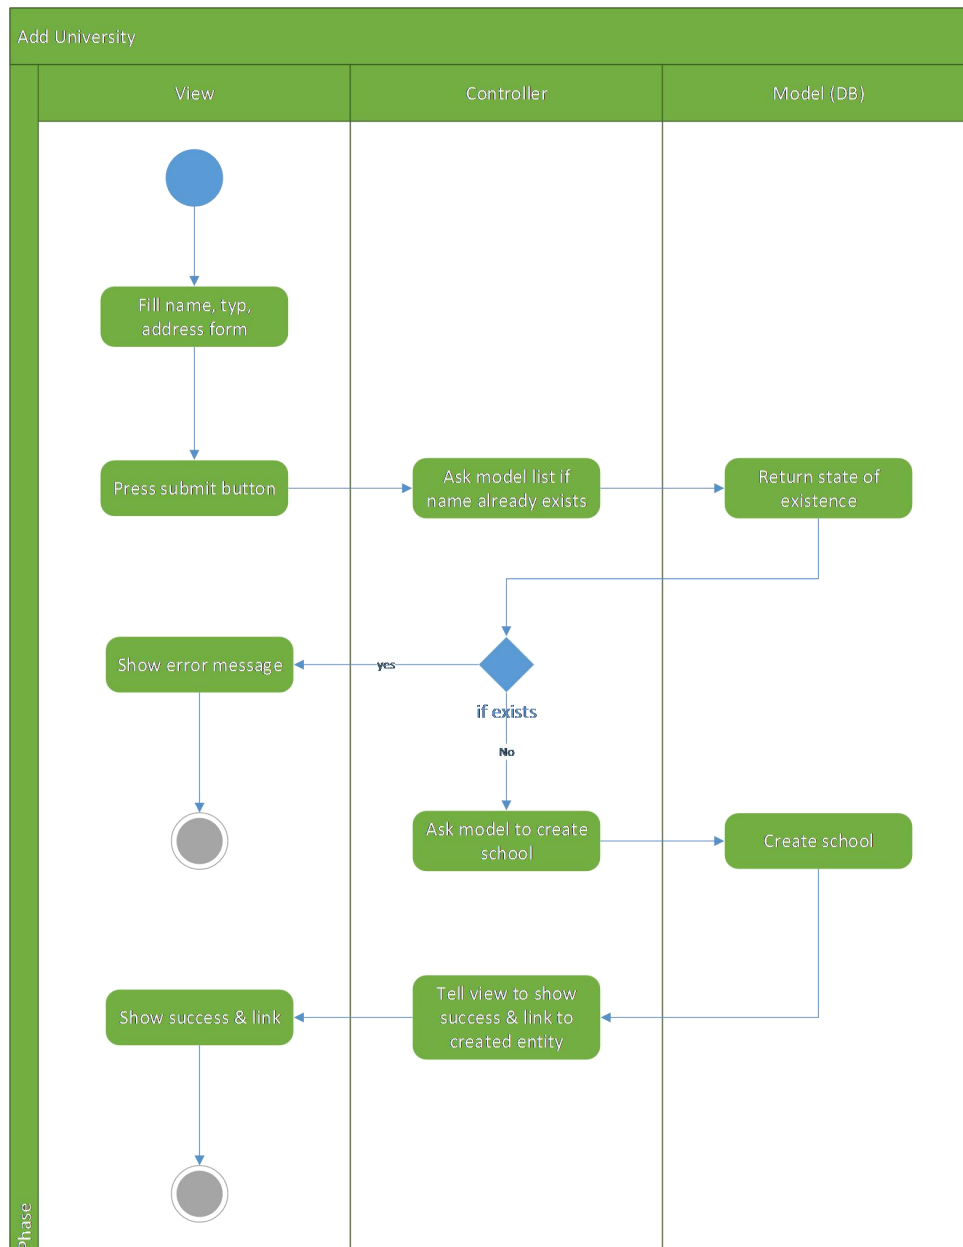 Add University
View
Controller
Model (DB)
Fill name, typ,
address form
Press submit button
Ask model list if
name already exists
Return state of
existence
Show error message
yes
if exists
No
Ask model to create
school
Create school
Show success & link
Tell view to show
success & link to
created entity
Phase